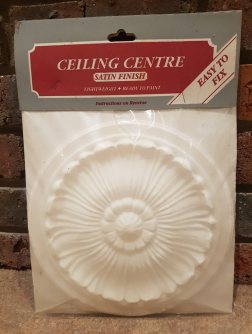 CEILING CENTRE
SATIN FINISH
LIGHTWEIGHT • READY TO PAINT
Instructions on Reverse
EASY TO
FIX